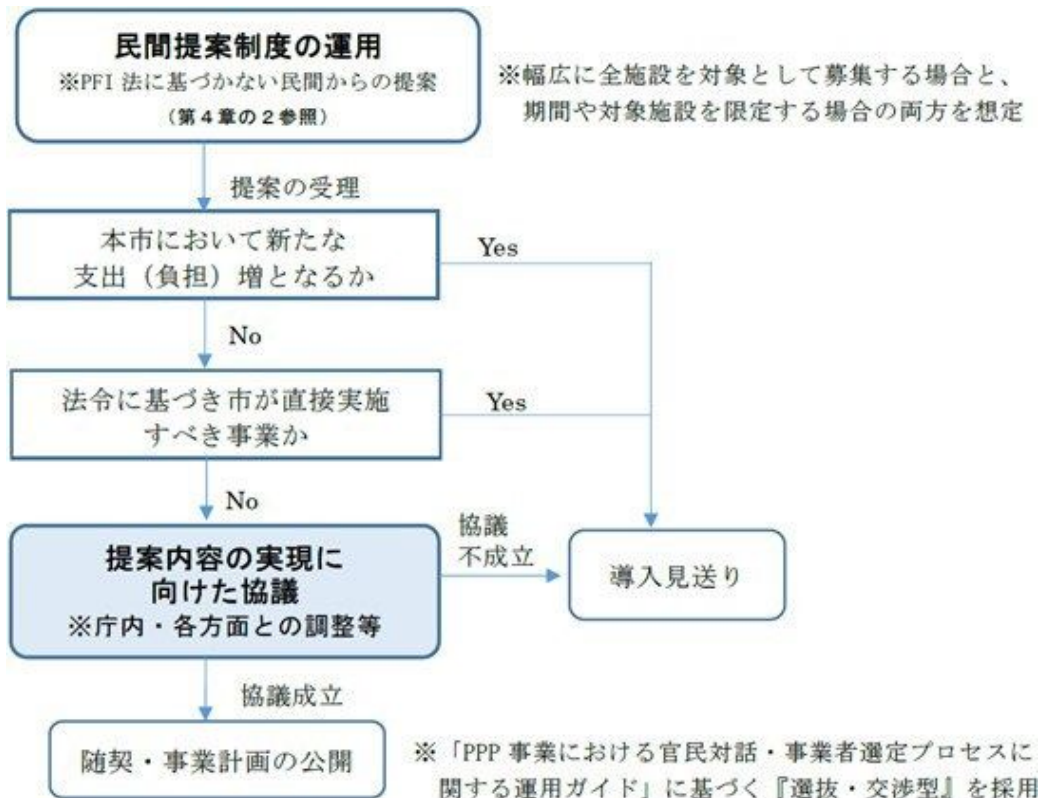 民間提案制度の運用
※PFI 法に基づかない民間からの提案
（第４章の２参照）
※幅広に全施設を対象として募集する場合と、
期間や対象施設を限定する場合の両方を想定
提案の受理
本市において新たな
支出（負担）増となるか
Yes
No
法令に基づき市が直接実施
すべき事業か
Yes
No
提案内容の実現に
向けた協議
※庁内・各方面との調整等
協議
不成立
導入見送り
協議成立
随契・事業計画の公開
※「PPP 事業における官民対話・事業者選定プロセスに
関する運用ガイド」に基づく『選抜・交渉型』を採用